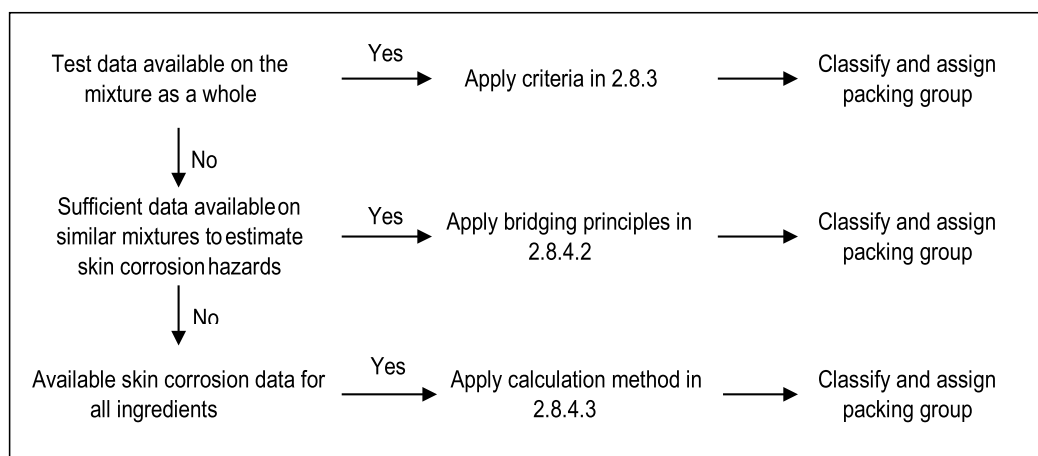 Test data available on the
mixture as a whole
Yes
Apply criteria in 2.8.3
Classify and assign
packing group
No
Sufficient data available on
similar mixtures to estimate
skin corrosion hazards
Yes
Apply bridging principles in
2.8.4.2
Classify and assign
packing group
No
Available skin corrosion data for
all ingredients
Yes
Apply calculation method in
2.8.4.3
Classify and assign
packing group